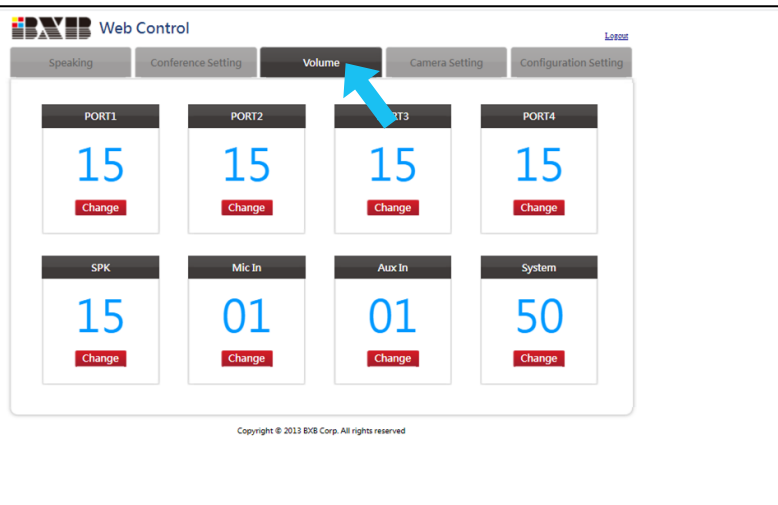 BXB Web Control
Logout
Speaking Conference Setting Volume Camera Setting Configuration Setting
PORT1 PORT2 RT3 PORT4
15 15 15 15
Change Change Change Change
SPK Mic In Aux In System
15 01 01 50
Change Change Change Change
Copyright © 2013 BXB Corp. All rights reserved